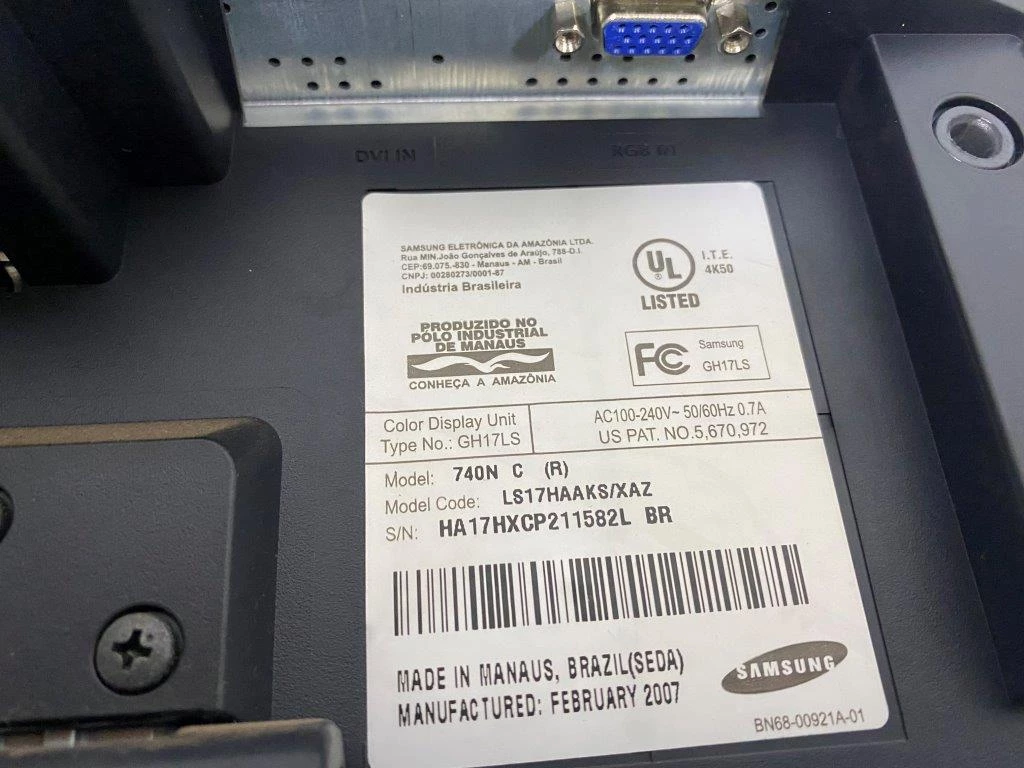 DVI IN
RGB IN
SAMSUNG ELETRÔNICA DA AMAZÔNIA LTDA.
Rua MIN.João Gonçalves de Araújo, 788-D.I.
CEP:69.075.-830 - Manaus - AM - Brasil
CNPJ: 00280273/0001-87
Indústria Brasileira
UL
®
LISTED
I.T.E.
4K50
PRODUZIDO NO
PÓLO INDUSTRIAL
DE MANAUS
CONHEÇA A AMAZÔNIA
FC
Samsung
GH17LS
Color Display Unit
Type No.: GH17LS
AC100-240V~ 50/60Hz 0.7A
US PAT. NO.5,670,972
Model: 740N C (R)
Model Code: LS17HAAKS/XAZ
S/N: HA17HXCP211582L BR
MADE IN MANAUS, BRAZIL(SEDA)
MANUFACTURED: FEBRUARY 2007
SAMSUNG
BN68-00921A-01